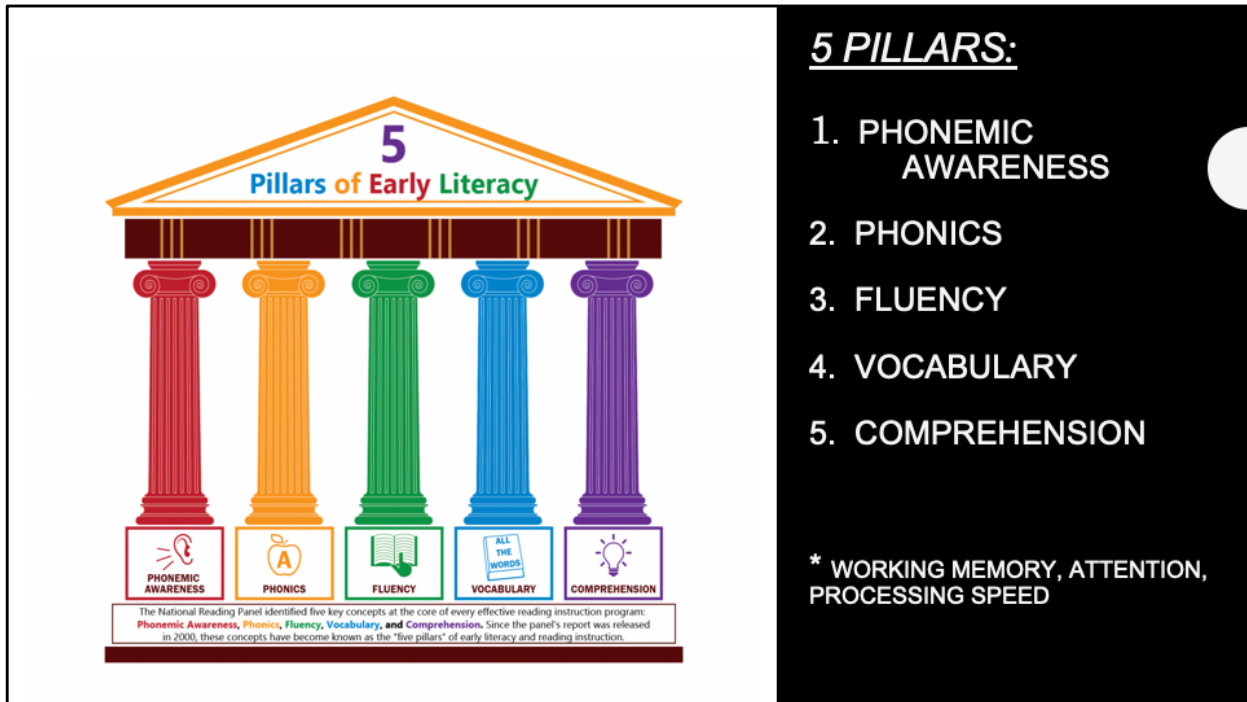 5
Pillars of Early Literacy
PHONEMIC
AWARENESS
A
PHONICS
FLUENCY
ALL
THE
WORDS
VOCABULARY
COMPREHENSION
The National Reading Panel identified five key concepts at the core of every effective reading instruction program:
Phonemic Awareness, Phonics, Fluency, Vocabulary, and Comprehension. Since the panel's report was released
in 2000, these concepts have become known as the "five pillars" of early literacy and reading instruction.
5 PILLARS:
1. PHONEMIC
AWARENESS
2. PHONICS
3. FLUENCY
4. VOCABULARY
5. COMPREHENSION
* WORKING MEMORY, ATTENTION,
PROCESSING SPEED